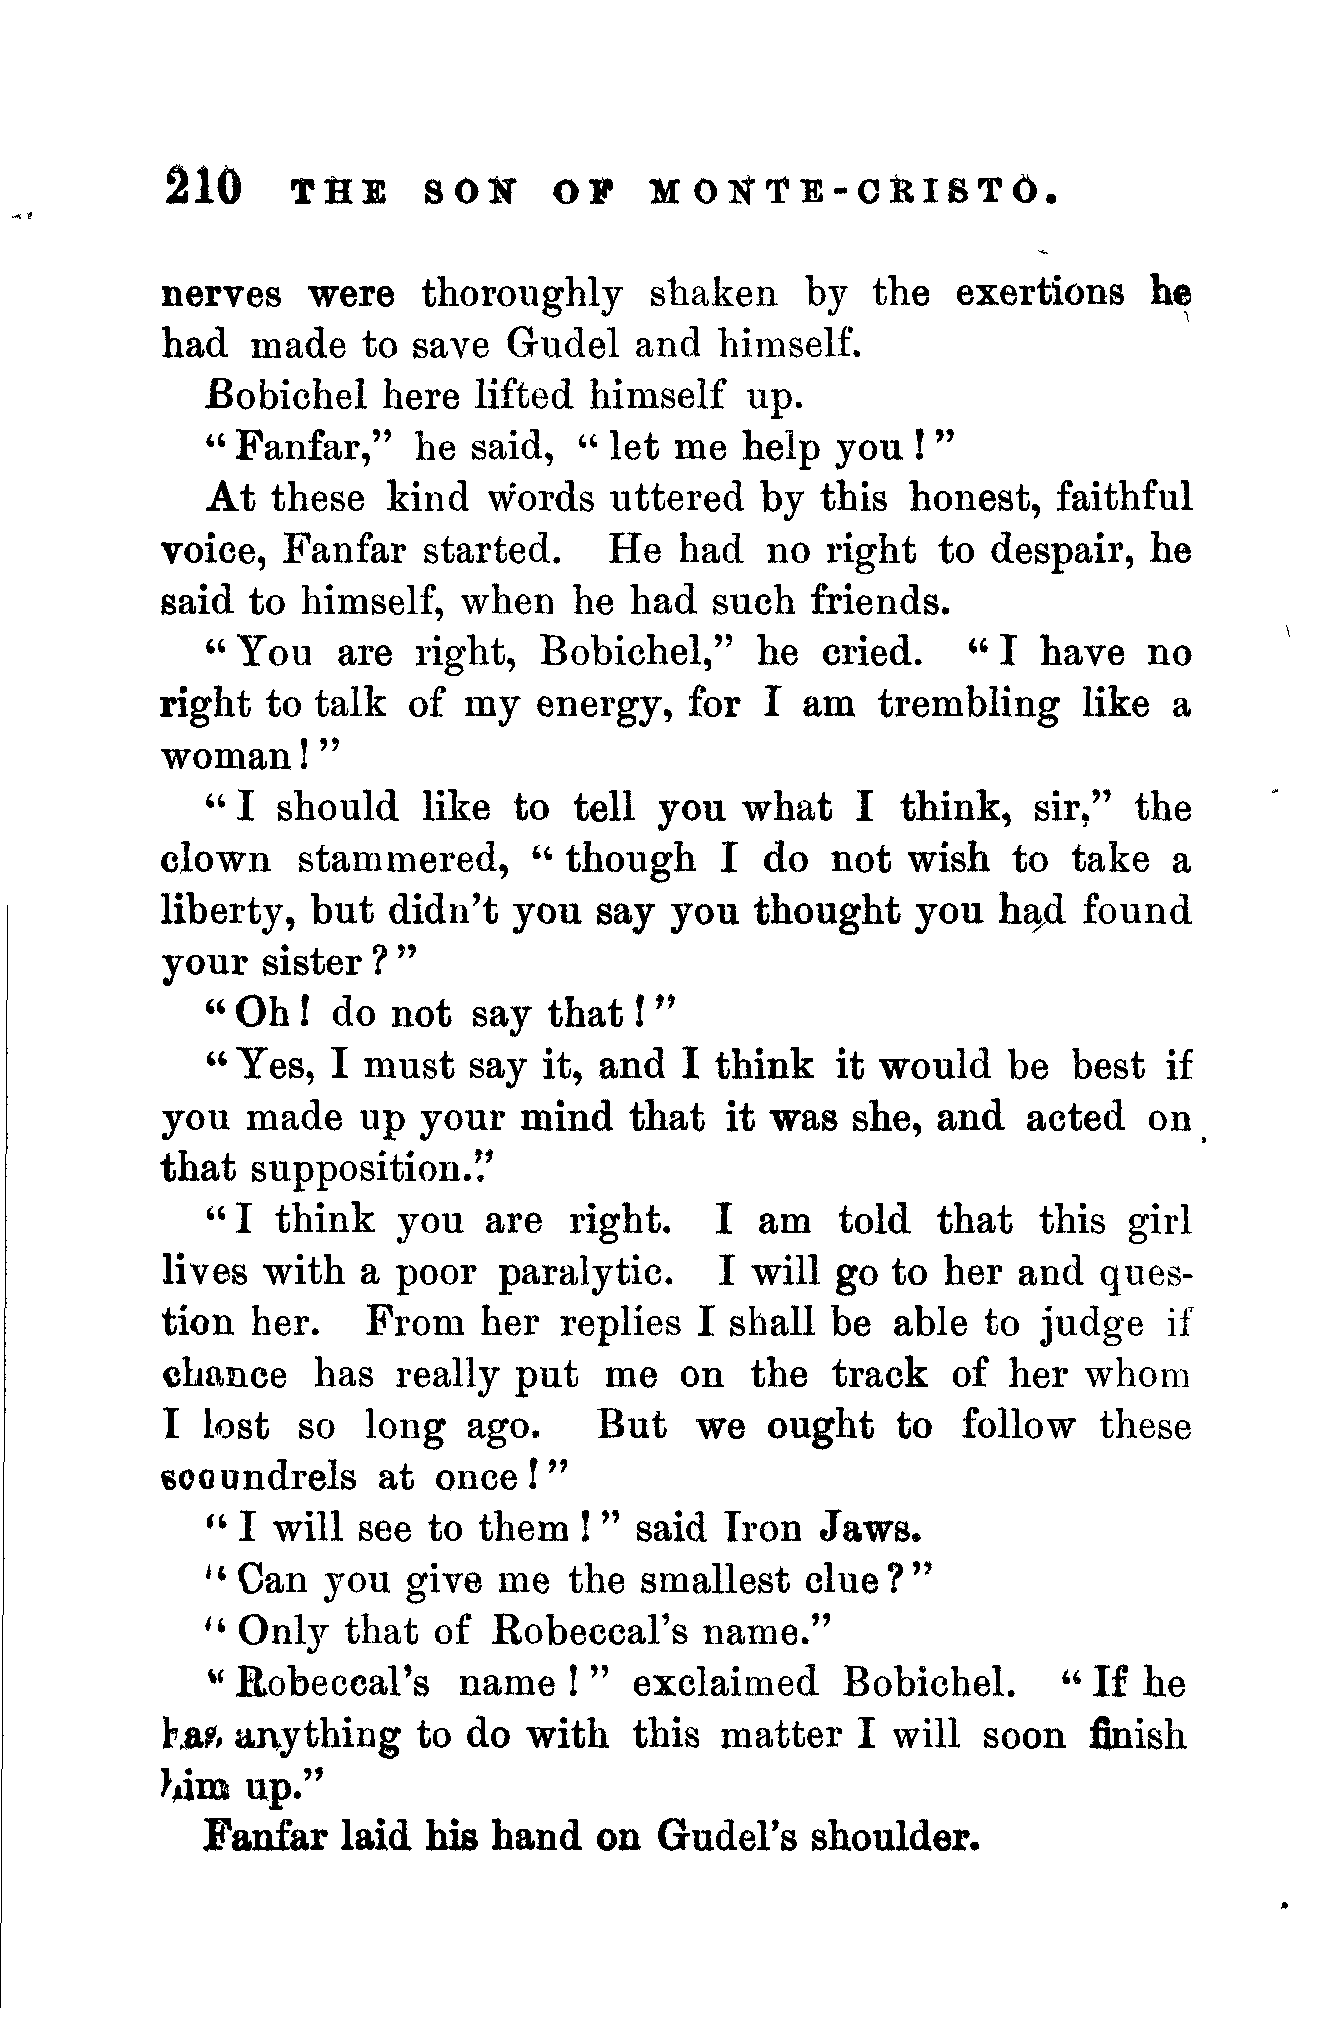 210 THE SON OF MONTE-CRISTO.
nerves were thoroughly shaken by the exertions he
had made to save Gudel and himself.
Bobichel here lifted himself up.
“Fanfar,” he said, “let me help you!”
At these kind words uttered by this honest, faithful
voice, Fanfar started. He had no right to despair, he
said to himself, when he had such friends.
“You are right, Bobichel,” he cried. “I have no
right to talk of my energy, for I am trembling like a
woman!”
“I should like to tell you what I think, sir,” the
clown stammered, “though I do not wish to take a
liberty, but didn’t you say you thought you had found
your sister?”
“Oh! do not say that!”
“Yes, I must say it, and I think it would be best if
you made up your mind that it was she, and acted on
that supposition.”
“I think you are right. I am told that this girl
lives with a poor paralytic. I will go to her and ques-
tion her. From her replies I shall be able to judge if
chance has really put me on the track of her whom
I lost so long ago. But we ought to follow these
scoundrels at once!”
“I will see to them!” said Iron Jaws.
“Can you give me the smallest clue?”
“Only that of Robeccal’s name.”
“Robeccal’s name!” exclaimed Bobichel. “If he
has anything to do with this matter I will soon finish
him up.”
Fanfar laid his hand on Gudel’s shoulder.